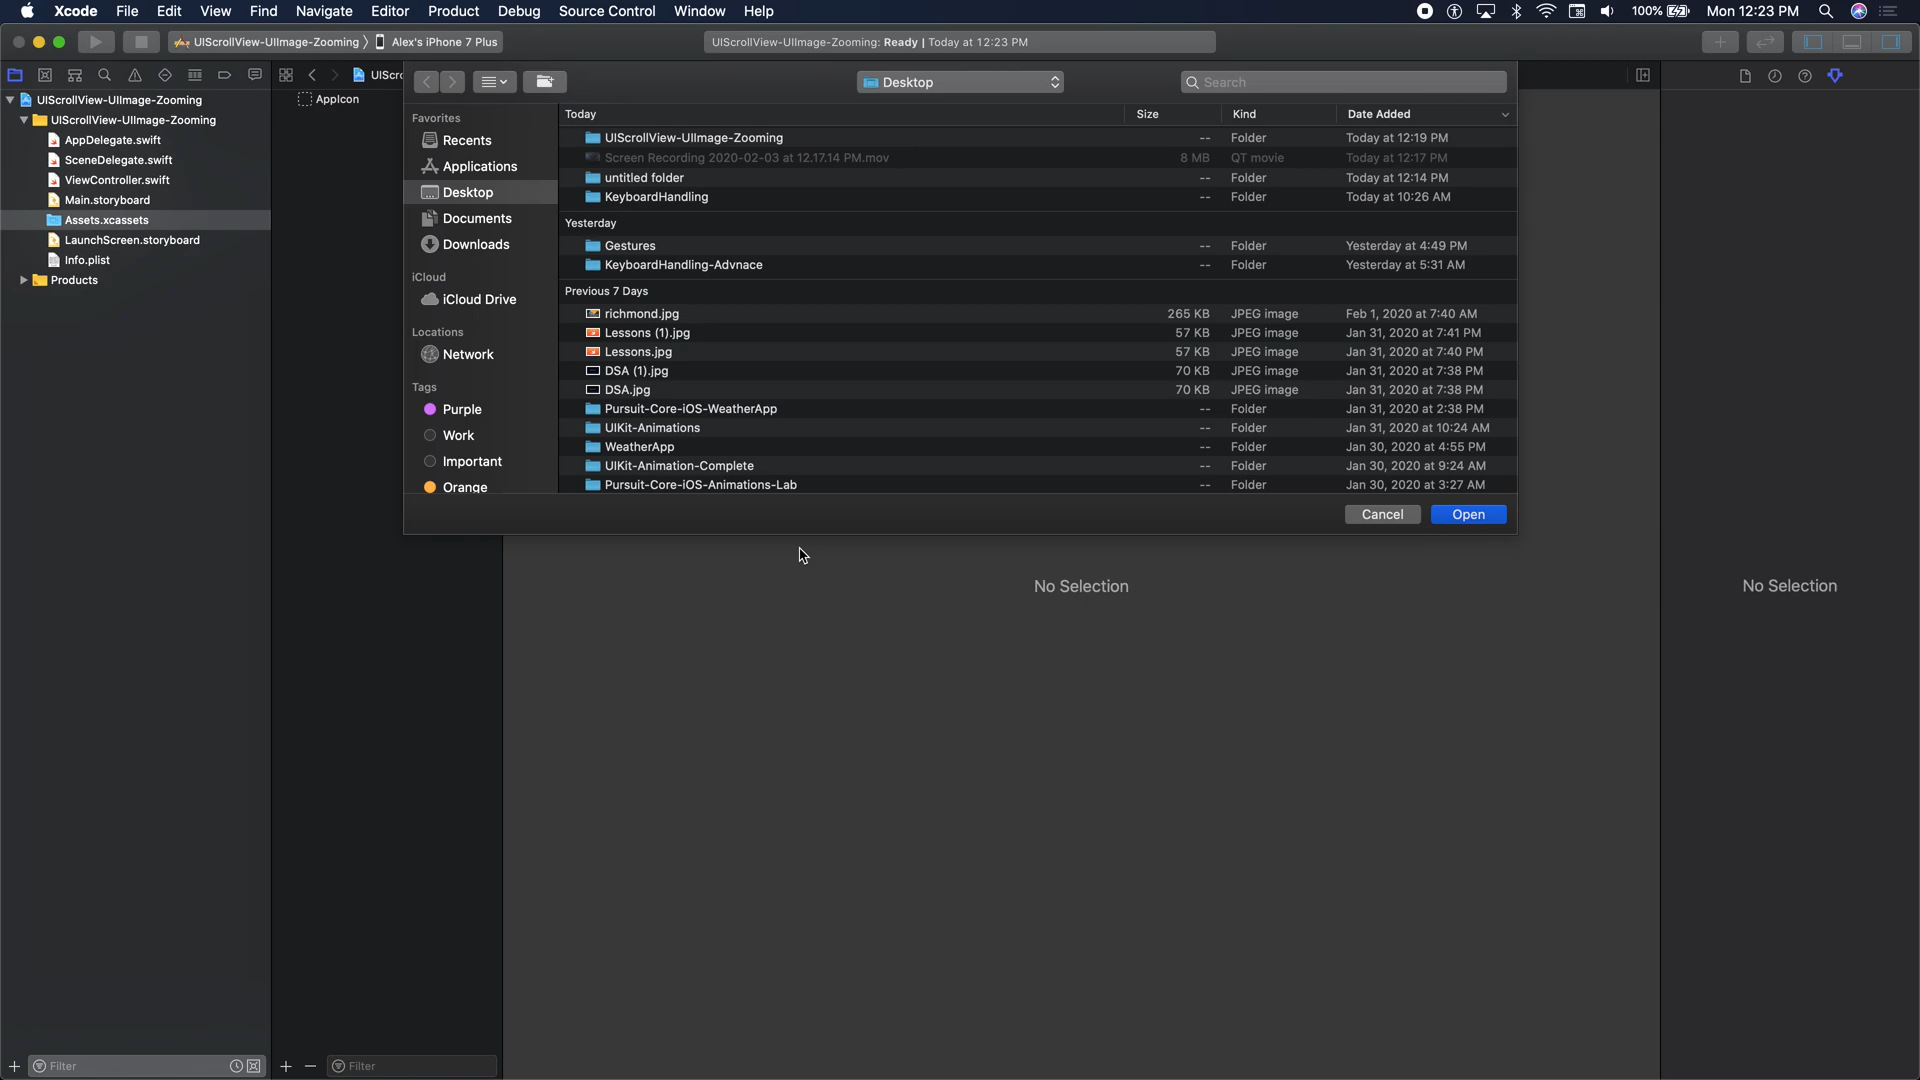 Xcode File Edit View Find Navigate Editor Product Debug Source Control Window Help 100% Mon 12:23 PM
UIScrollView-UIImage-Zooming 〉 Alex's iPhone 7 Plus UIScrollView-UIImage-Zooming: Ready | Today at 12:23 PM
UIScro
Desktop
Search
UIScrollView-UIImage-Zooming
UIScrollView-UIImage-Zooming
AppDelegate.swift
SceneDelegate.swift
ViewController.swift
Main.storyboard
Assets.xcassets
LaunchScreen.storyboard
Info.plist
Products
AppIcon
Favorites
Recents
Applications
Desktop
Documents
Downloads
iCloud
iCloud Drive
Locations
Network
Tags
Purple
Work
Important
Orange
Today Size Kind Date Added
UIScrollView-UIImage-Zooming -- Folder Today at 12:19 PM
Screen Recording 2020-02-03 at 12.17.14 PM.mov 8 MB QT movie Today at 12:17 PM
untitled folder -- Folder Today at 12:14 PM
KeyboardHandling -- Folder Today at 10:26 AM
Yesterday
Gestures -- Folder Yesterday at 4:49 PM
KeyboardHandling-Advnace -- Folder Yesterday at 5:31 AM
Previous 7 Days
richmond.jpg 265 KB JPEG image Feb 1, 2020 at 7:40 AM
Lessons (1).jpg 57 KB JPEG image Jan 31, 2020 at 7:41 PM
Lessons.jpg 57 KB JPEG image Jan 31, 2020 at 7:40 PM
DSA (1).jpg 70 KB JPEG image Jan 31, 2020 at 7:38 PM
DSA.jpg 70 KB JPEG image Jan 31, 2020 at 7:38 PM
Pursuit-Core-iOS-WeatherApp -- Folder Jan 31, 2020 at 2:38 PM
UIKit-Animations -- Folder Jan 31, 2020 at 10:24 AM
WeatherApp -- Folder Jan 30, 2020 at 4:55 PM
UIKit-Animation-Complete -- Folder Jan 30, 2020 at 9:24 AM
Pursuit-Core-iOS-Animations-Lab -- Folder Jan 30, 2020 at 3:27 AM
Cancel Open
No Selection
No Selection
Filter
Filter